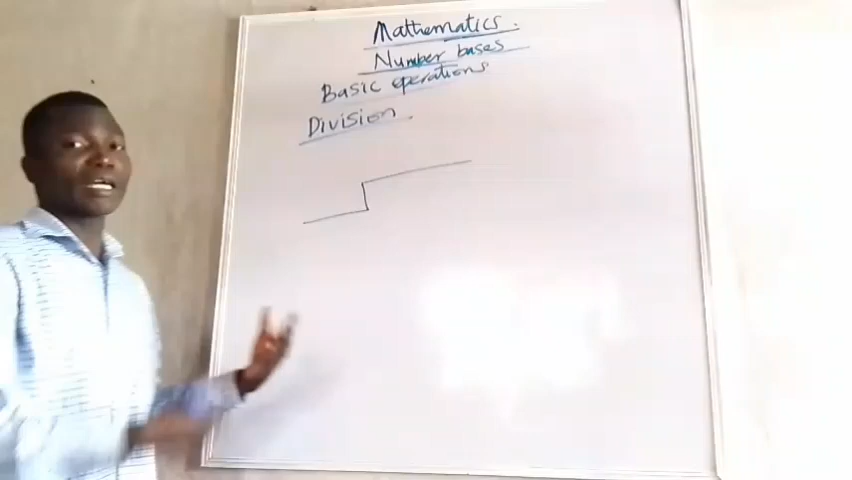 Mathematics.
Number bases
Basic operations
Division.